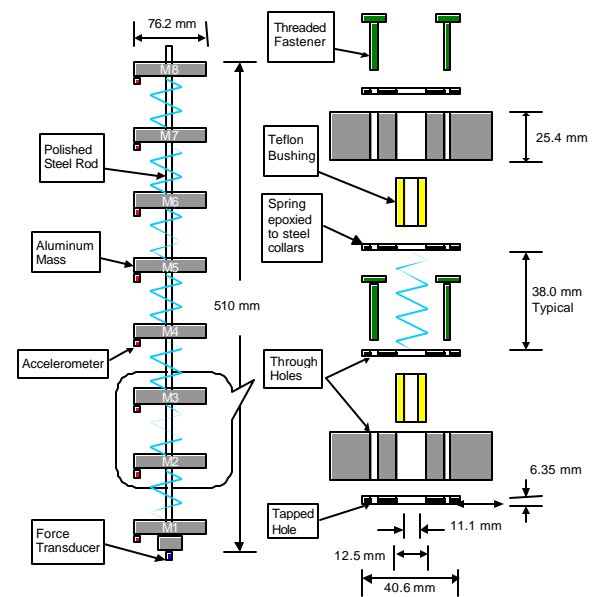 76.2 mm
M8
M7
M6
M5
M4
M3
M2
M1
Polished
Steel Rod
Aluminum
Mass
Accelerometer
Force
Transducer
510 mm
Threaded
Fastener
Teflon
Bushing
Spring
epoxied
to steel
collars
Through
Holes
Tapped
Hole
25.4 mm
38.0 mm
Typical
6.35 mm
11.1 mm
12.5 mm
40.6 mm